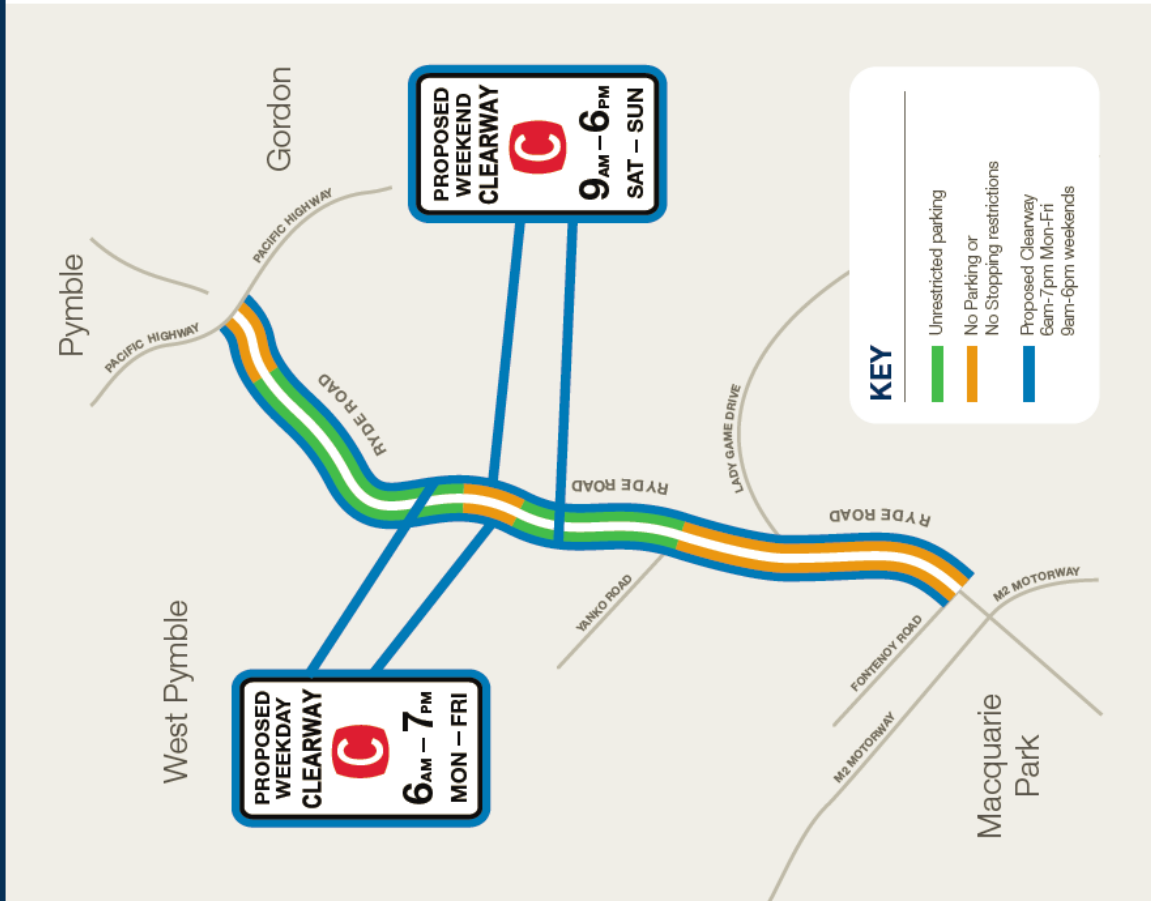 Pymble
Gordon
PACIFIC HIGHWAY
PACIFIC HIGHWAY
RYDE ROAD
West Pymble
PROPOSED
WEEKDAY
CLEARWAY
C
6AM – 7PM
MON – FRI
PROPOSED
WEEKEND
CLEARWAY
C
9AM – 6PM
SAT – SUN
RYDE ROAD
YANKO ROAD
LADY GAME DRIVE
RYDE ROAD
FONTENOY ROAD
M2 MOTORWAY
M2 MOTORWAY
Macquarie
Park
KEY
Unrestricted parking
No Parking or
No Stopping restrictions
Proposed Clearway
6am-7pm Mon-Fri
9am-6pm weekends